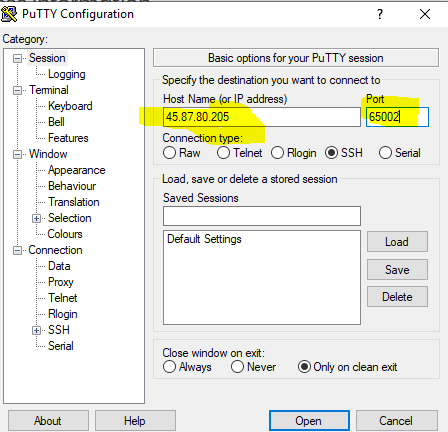 PuTTY Configuration
Category:
Session
Logging
Terminal
Keyboard
Bell
Features
Window
Appearance
Behaviour
Translation
Selection
Colours
Connection
Data
Proxy
Telnet
Rlogin
SSH
Serial
Basic options for your PuTTY session
Specify the destination you want to connect to
Host Name (or IP address) Port
45.87.80.205 65002
Connection type:
Raw Telnet Rlogin SSH Serial
Load, save or delete a stored session
Saved Sessions
Default Settings
Load
Save
Delete
Close window on exit:
Always Never Only on clean exit
About Help Open Cancel